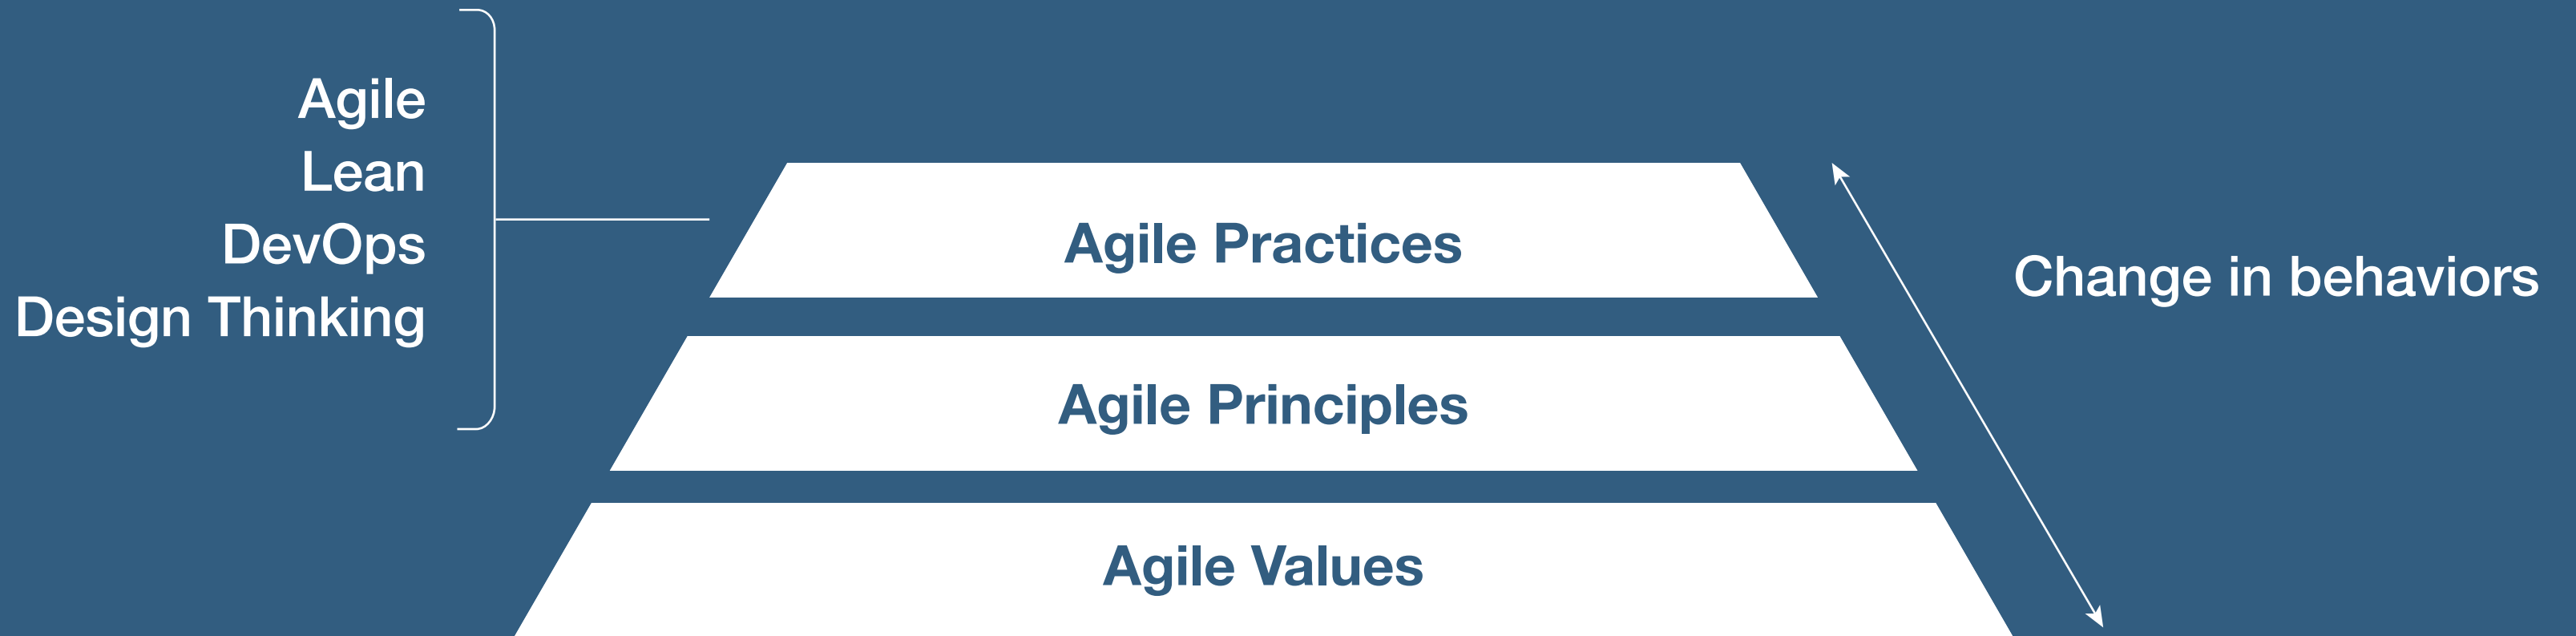 Agile
Lean
DevOps
Design Thinking
Agile Practices
Agile Principles
Agile Values
Change in behaviors